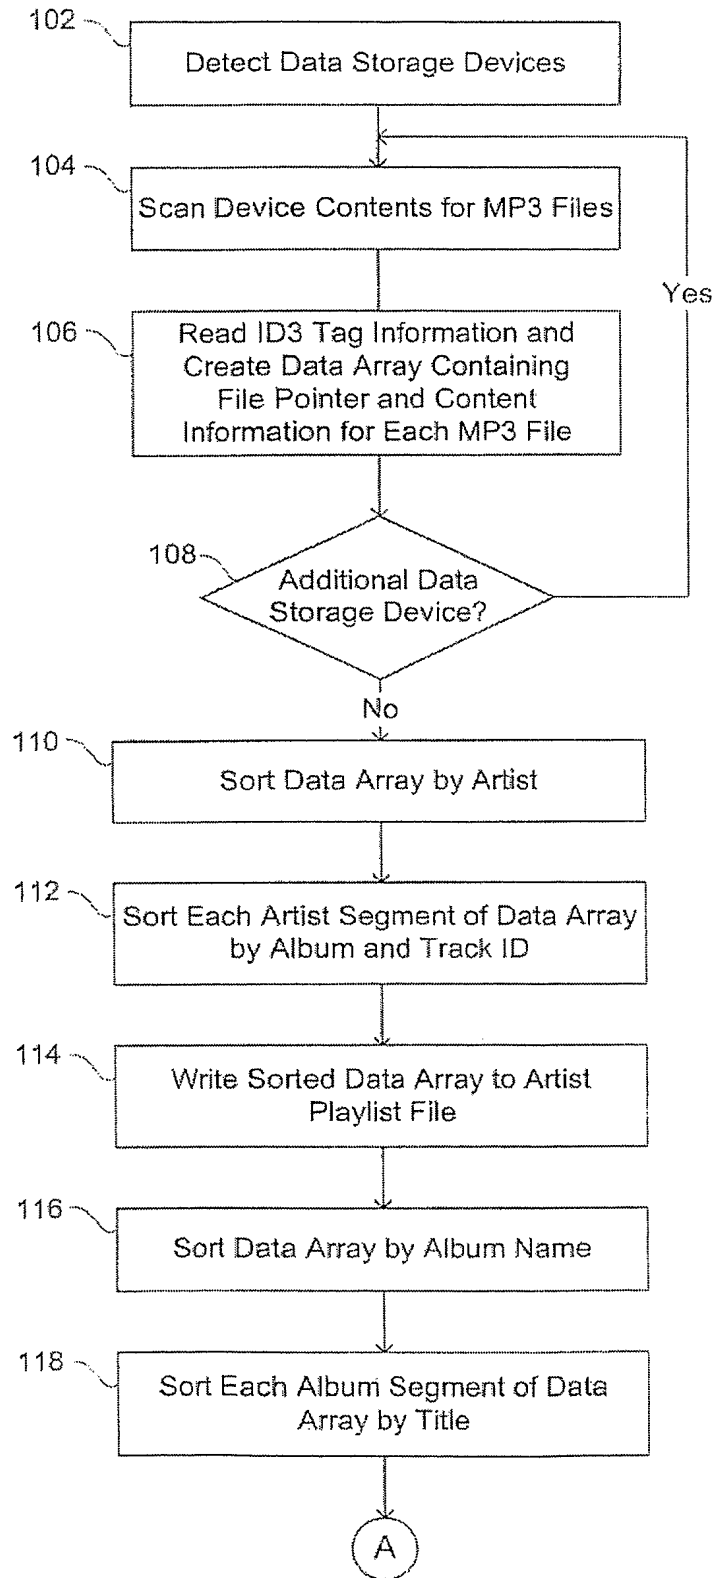 102
Detect Data Storage Devices
104
Scan Device Contents for MP3 Files
Yes
106
Read ID3 Tag Information and
Create Data Array Containing
File Pointer and Content
Information for Each MP3 File
108
Additional Data
Storage Device?
No
110
Sort Data Array by Artist
112
Sort Each Artist Segment of Data Array
by Album and Track ID
114
Write Sorted Data Array to Artist
Playlist File
116
Sort Data Array by Album Name
118
Sort Each Album Segment of Data
Array by Title
A